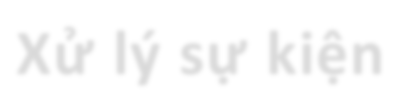 Xử lý sự kiện